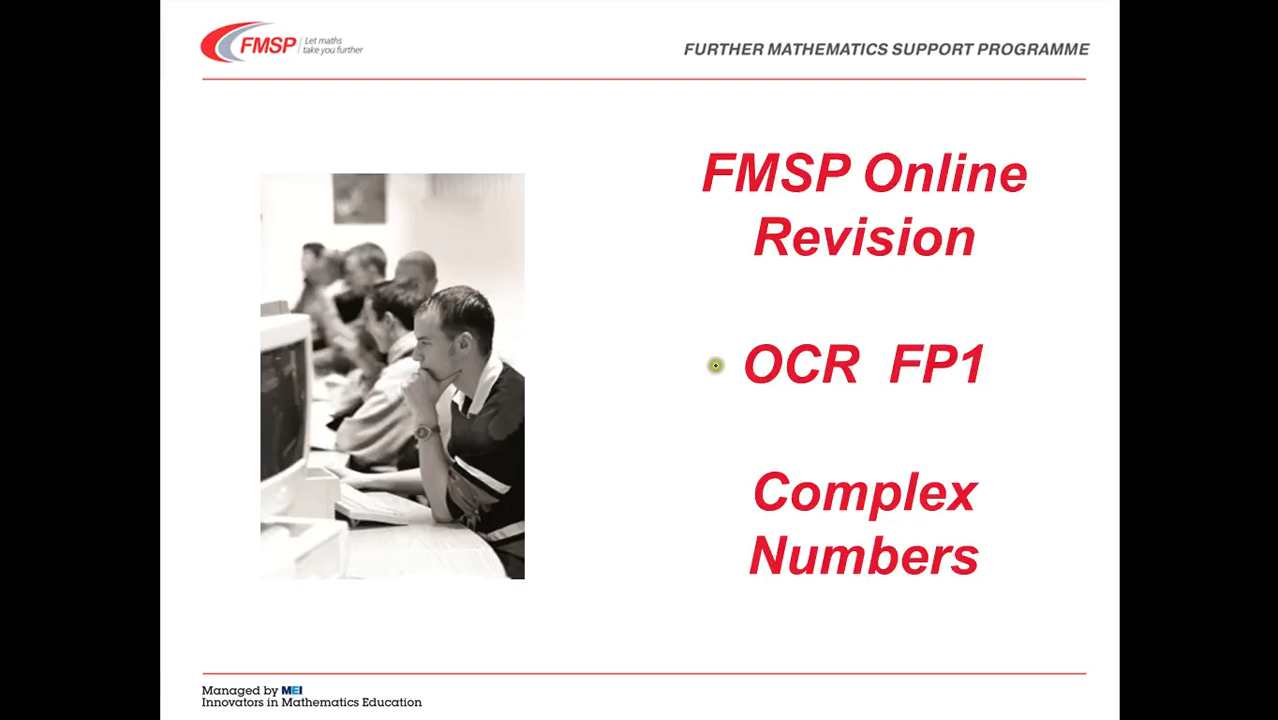 FMSP
Let maths
take you further
FURTHER MATHEMATICS SUPPORT PROGRAMME
FMSP Online
Revision
OCR FP1
Complex
Numbers
Managed by MEI
Innovators in Mathematics Education